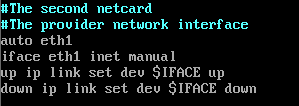 #The second netcard
#The provider network interface
auto eth1
iface eth1 inet manual
up ip link set dev $IFACE up
down ip link set dev $IFACE down